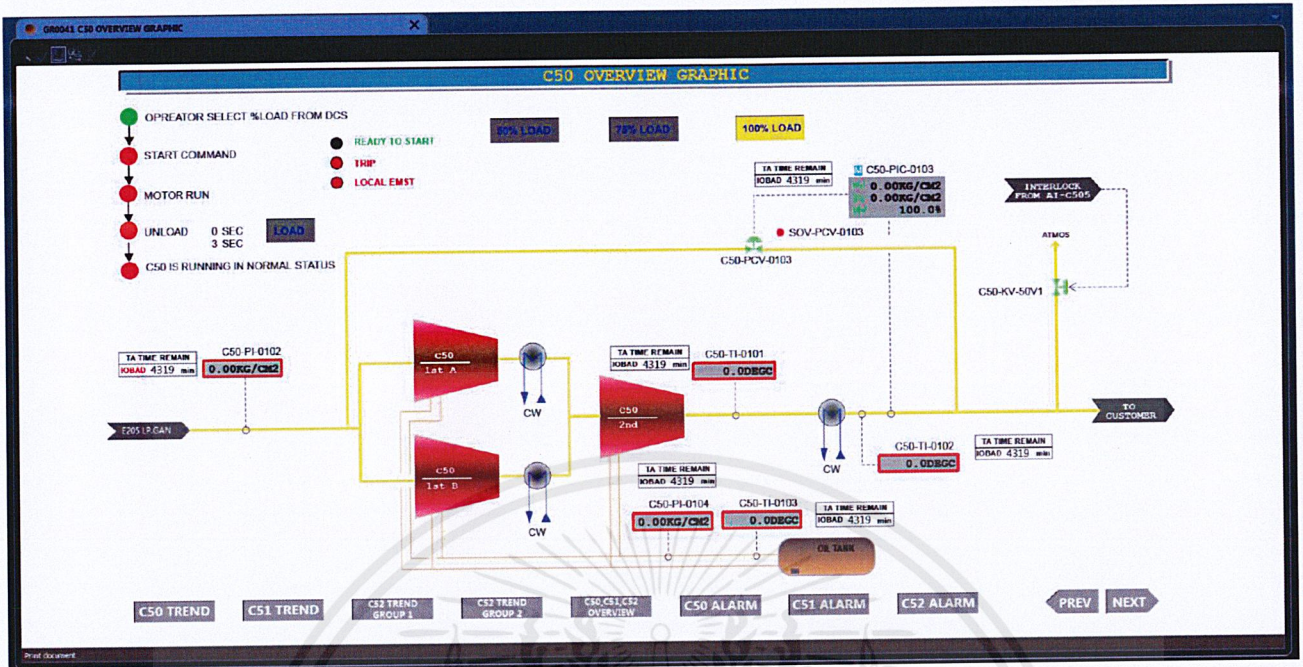 GR0041 C50 OVERVIEW GRAPHIC
C50 OVERVIEW GRAPHIC
OPREATOR SELECT %LOAD FROM DCS
START COMMAND
MOTOR RUN
UNLOAD 0 SEC
3 SEC
LOAD
C50 IS RUNNING IN NORMAL STATUS
READY TO START
TRIP
LOCAL EMST
50% LOAD
75% LOAD
100% LOAD
TA TIME REMAIN
IOBAD 4319 min
C50-PIC-0103
0.00KG/CM2
0.00KG/CM2
100.0%
INTERLOCK
FROM AI-C505
SOV-PCV-0103
C50-PCV-0103
ATMOS
C50-KV-50V1
TA TIME REMAIN
IOBAD 4319 min
C50-PI-0102
0.00KG/CM2
C50
1st A
CW
TA TIME REMAIN
IOBAD 4319 min
C50-TI-0101
0.0DEGC
E205 LP.GAN
C50
2nd
TO
CUSTOMER
C50
1st B
CW
CW
C50-TI-0102
0.0DEGC
TA TIME REMAIN
IOBAD 4319 min
TA TIME REMAIN
IOBAD 4319 min
C50-PI-0104
0.00KG/CM2
C50-TI-0103
0.0DEGC
TA TIME REMAIN
IOBAD 4319 min
OIL TANK
C50 TREND
C51 TREND
C52 TREND
GROUP 1
C52 TREND
GROUP 2
C50,C51,C52
OVERVIEW
C50 ALARM
C51 ALARM
C52 ALARM
PREV
NEXT
Print document